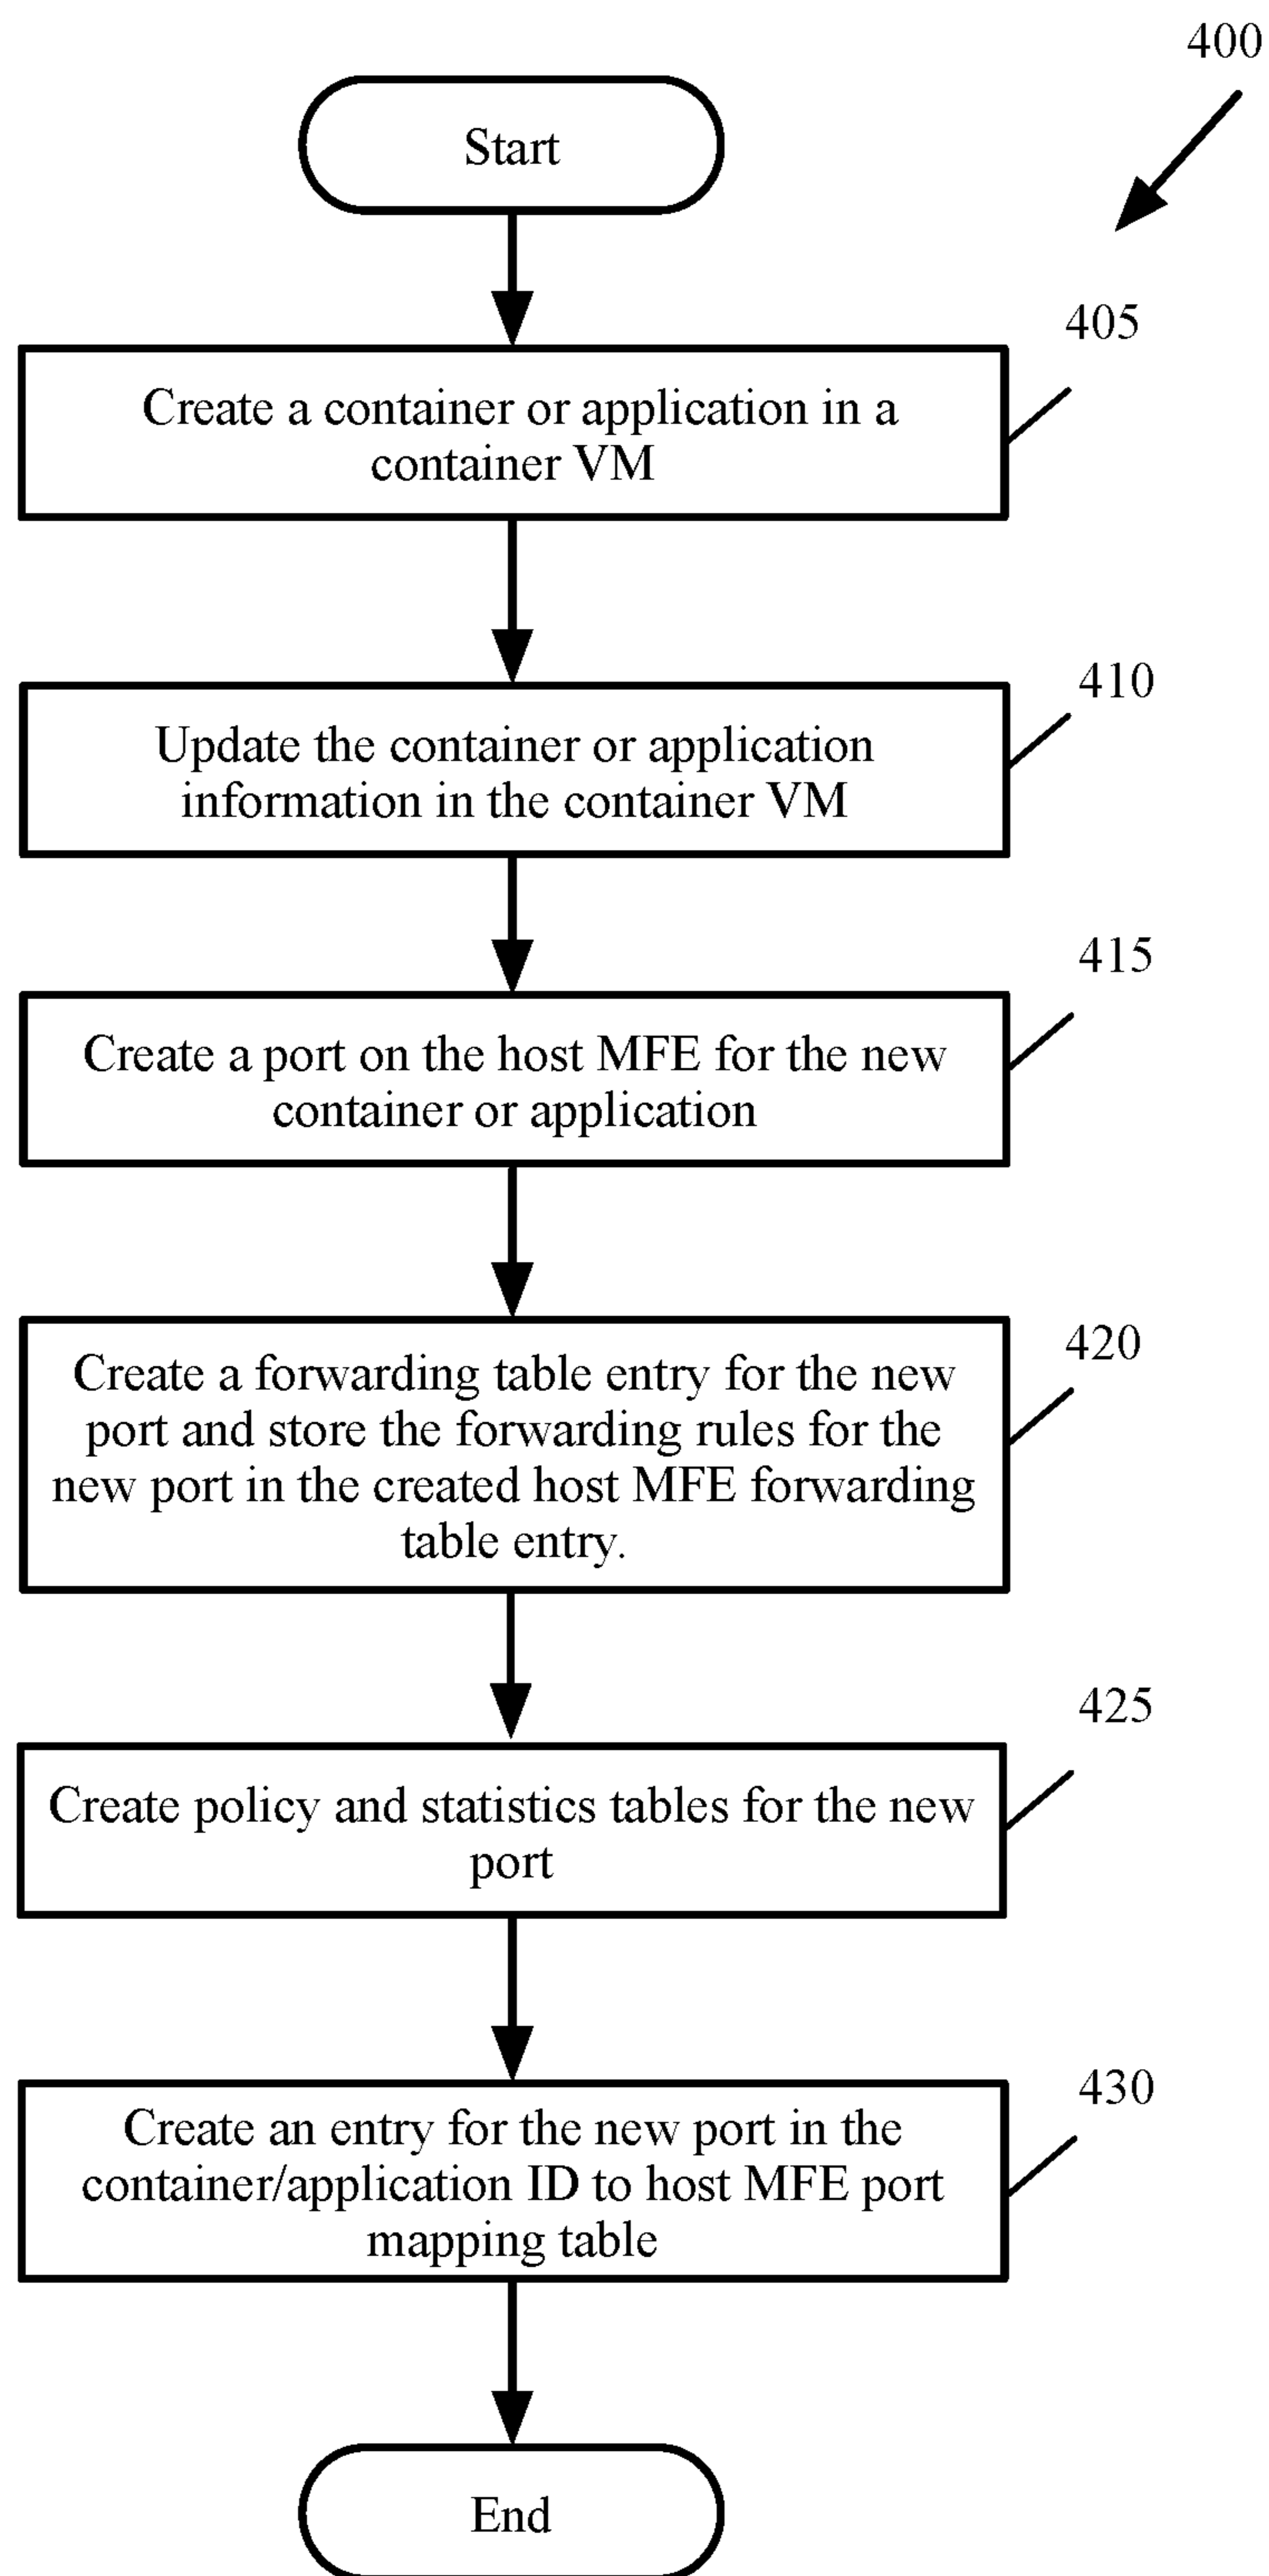 400
Start
405
Create a container or application in a
container VM
410
Update the container or application
information in the container VM
415
Create a port on the host MFE for the new
container or application
420
Create a forwarding table entry for the new
port and store the forwarding rules for the
new port in the created host MFE forwarding
table entry.
425
Create policy and statistics tables for the new
port
430
Create an entry for the new port in the
container/application ID to host MFE port
mapping table
End